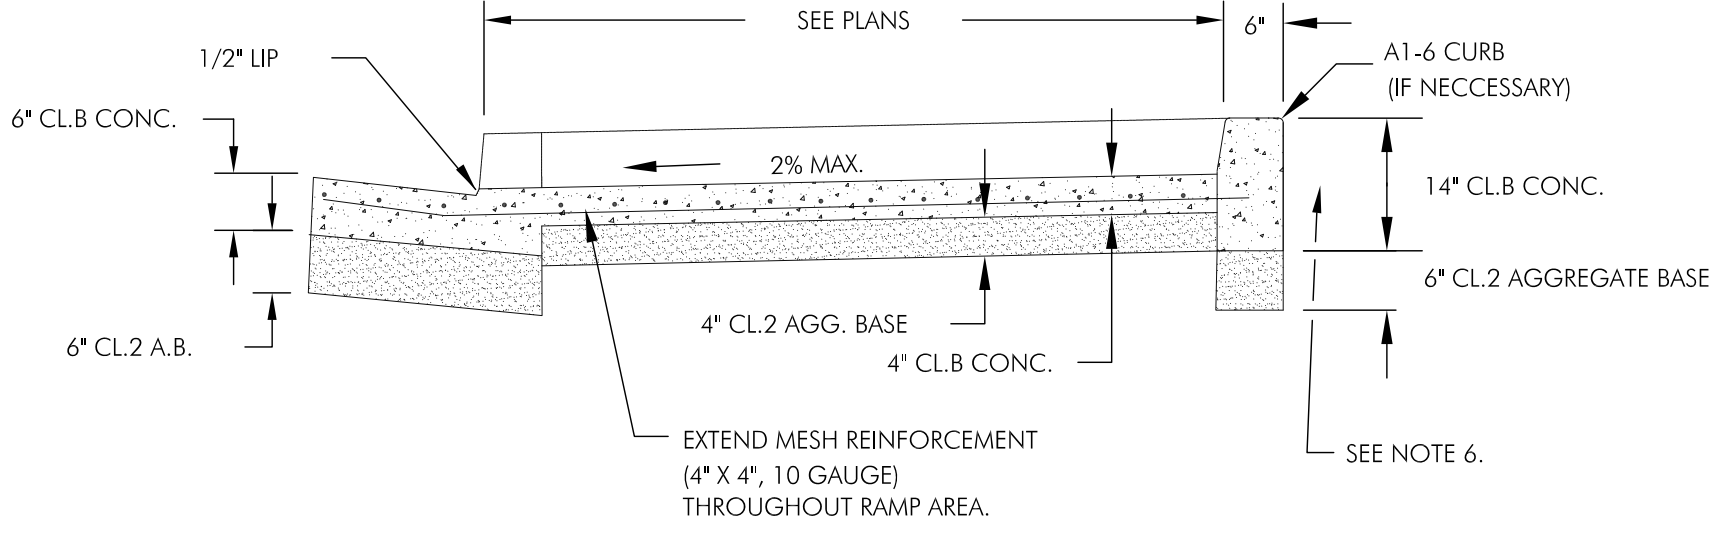 SEE PLANS
6"
1/2" LIP
A1-6 CURB
(IF NECCESSARY)
6" CL.B CONC.
2% MAX.
14" CL.B CONC.
6" CL.2 AGGREGATE BASE
4" CL.2 AGG. BASE
6" CL.2 A.B.
4" CL.B CONC.
EXTEND MESH REINFORCEMENT
(4" X 4", 10 GAUGE)
THROUGHOUT RAMP AREA.
SEE NOTE 6.